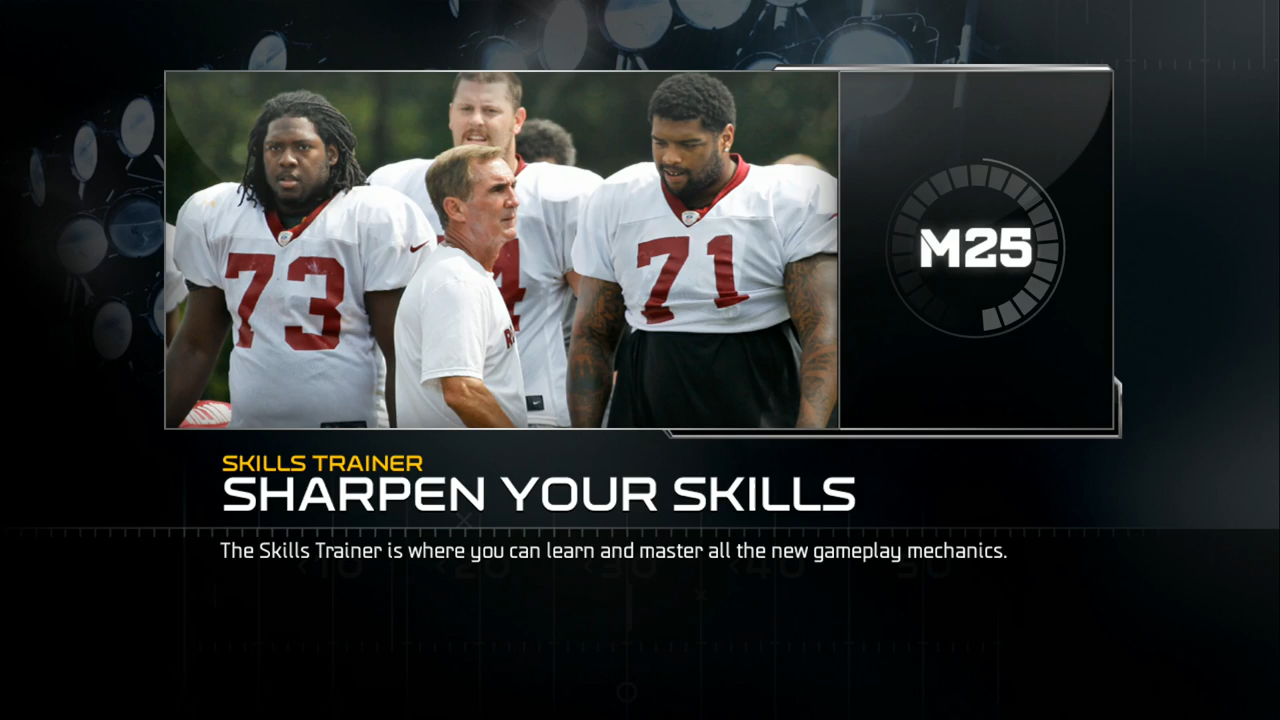 73
71
M25
SKILLS TRAINER
SHARPEN YOUR SKILLS
The Skills Trainer is where you can learn and master all the new gameplay mechanics.